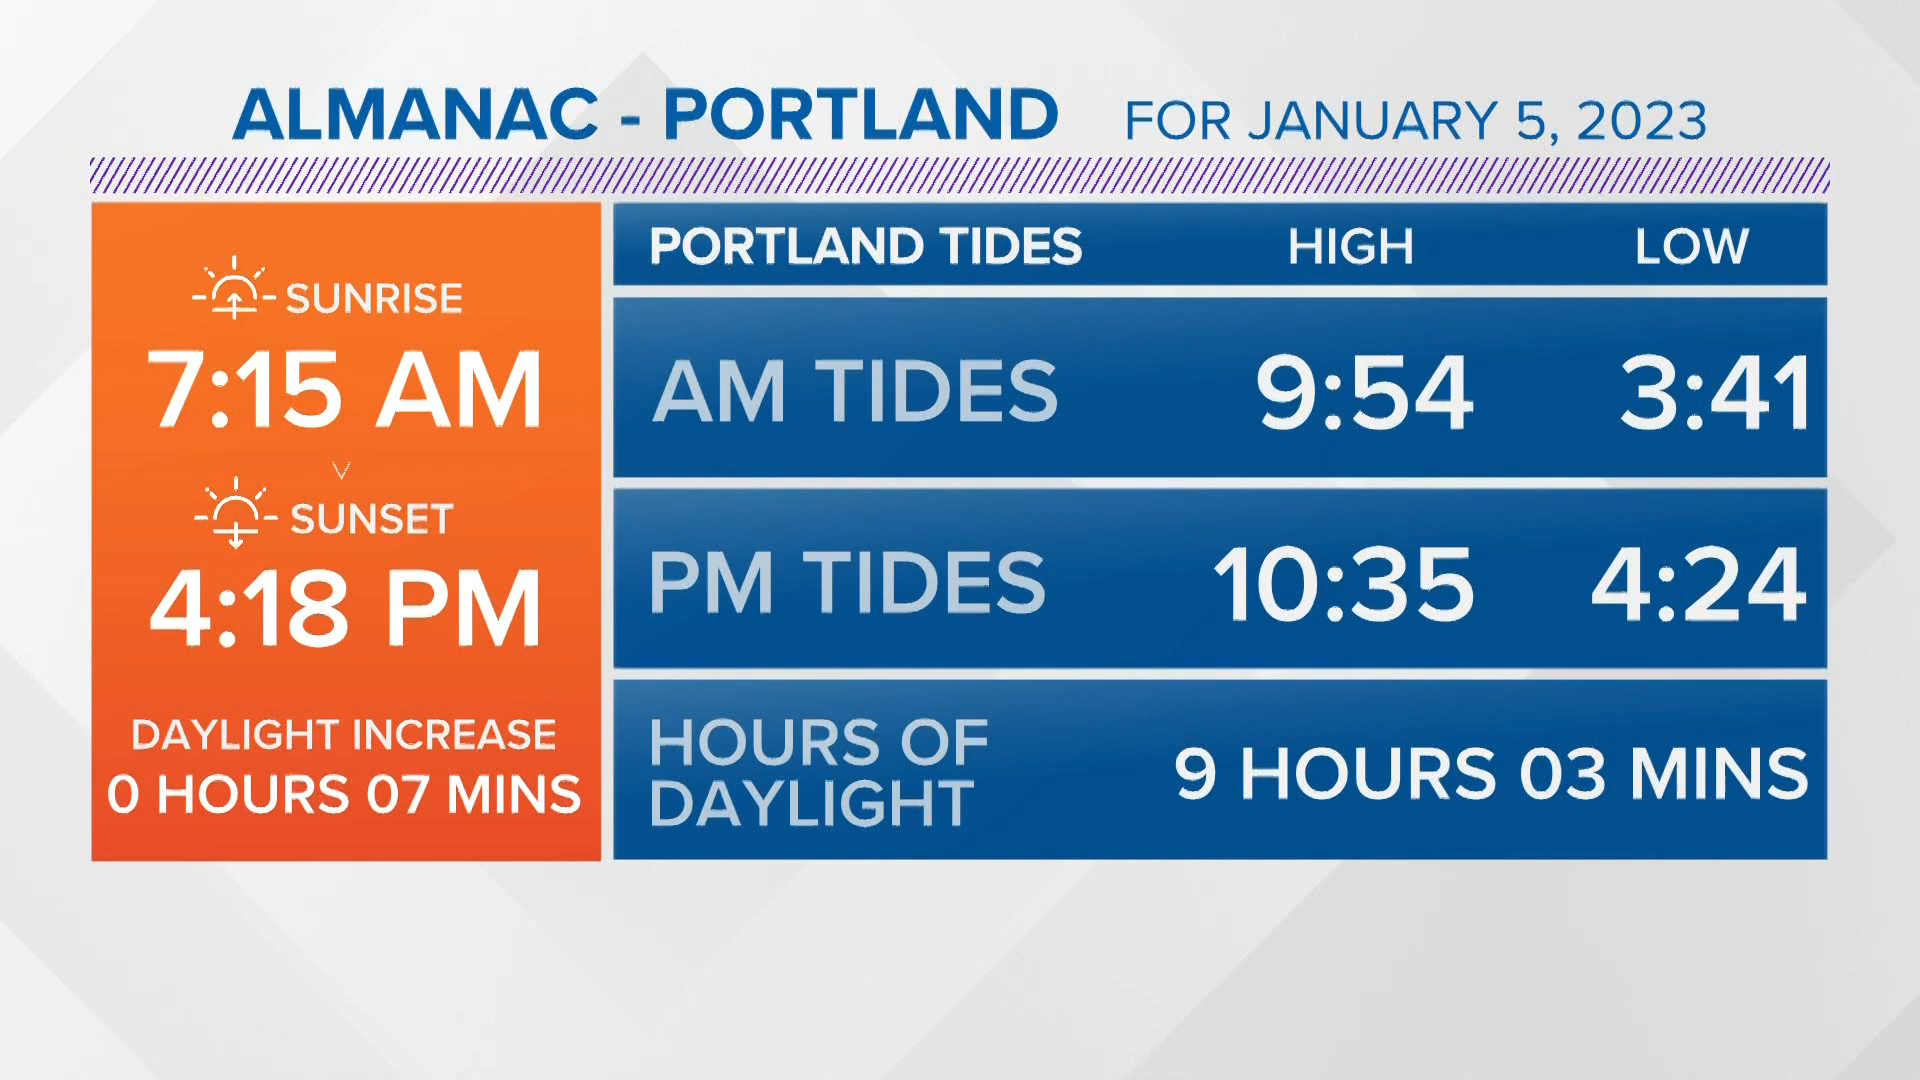 ALMANAC - PORTLAND FOR JANUARY 5, 2023
SUNRISE
7:15 AM
SUNSET
4:18 PM
DAYLIGHT INCREASE
0 HOURS 07 MINS
PORTLAND TIDES HIGH LOW
AM TIDES 9:54 3:41
PM TIDES 10:35 4:24
HOURS OF
DAYLIGHT
9 HOURS 03 MINS